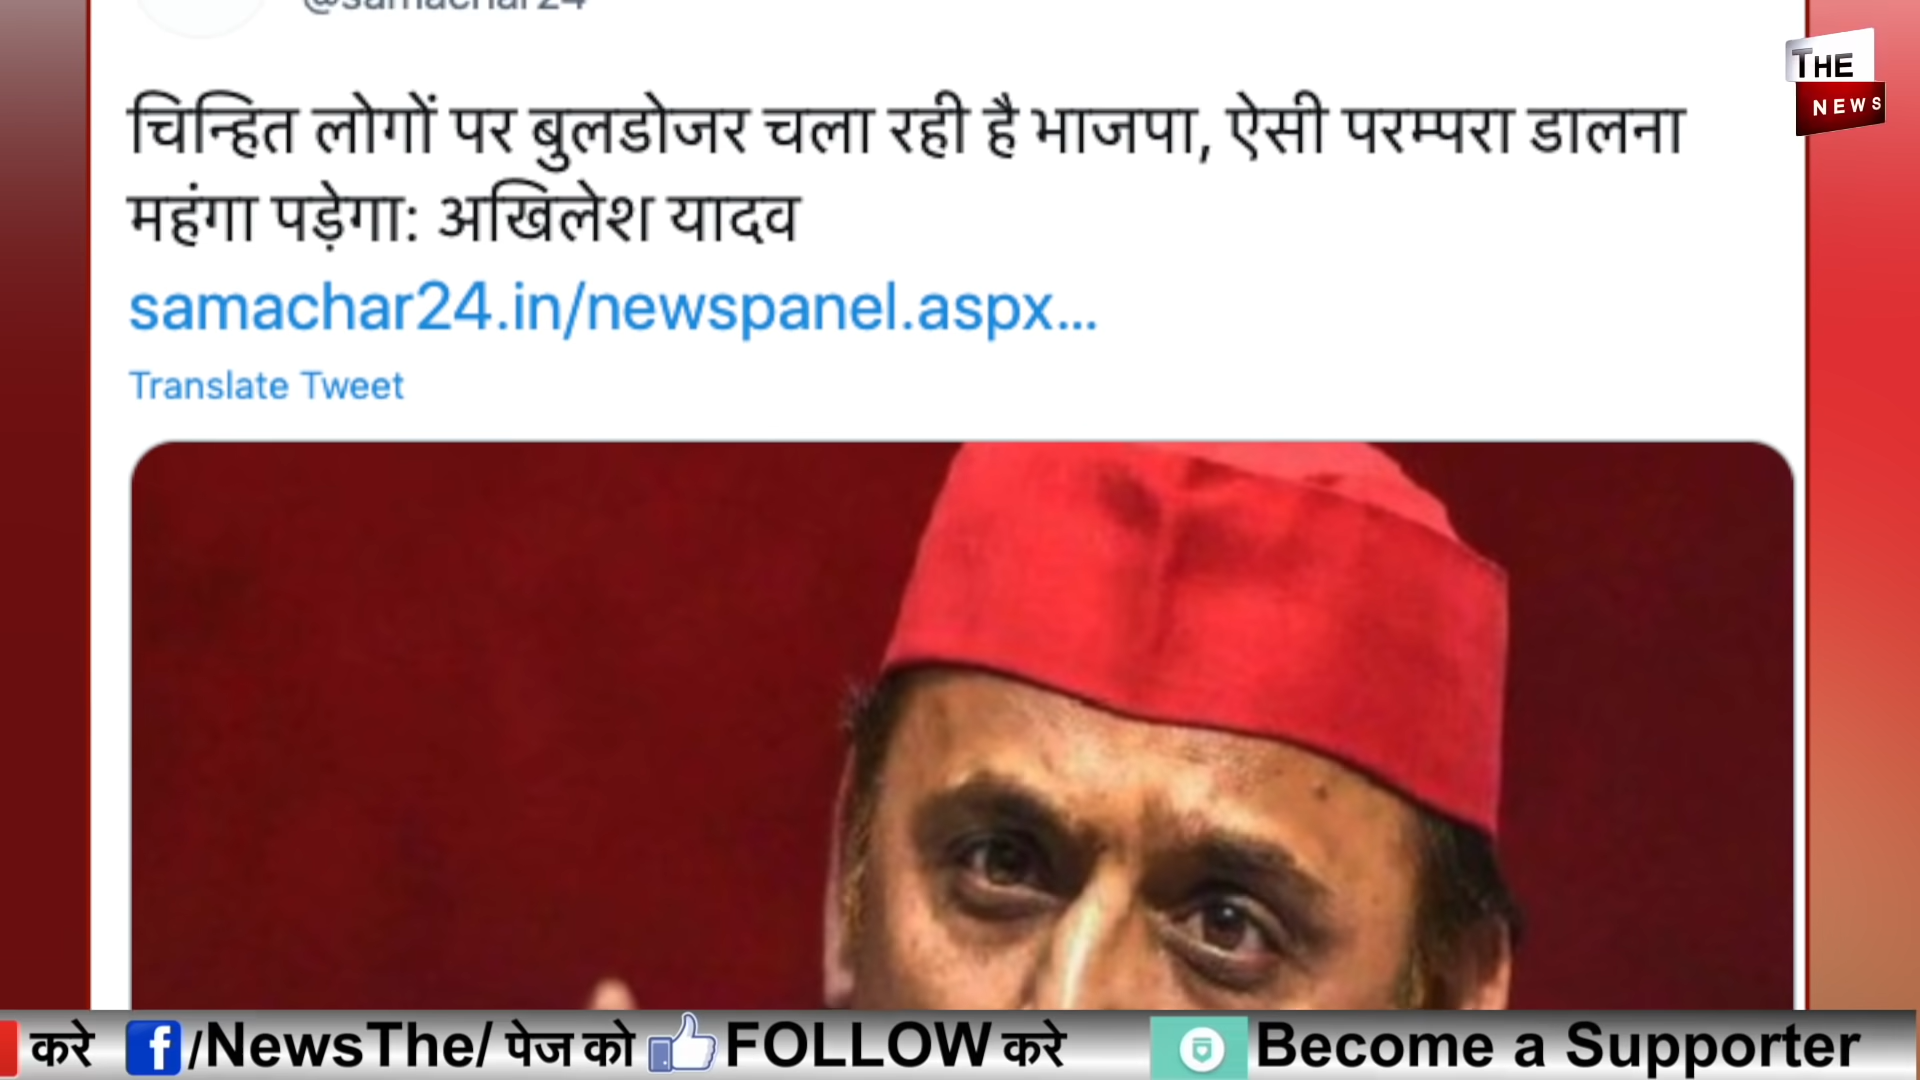 @samachar24
THE
NEWS
चिन्हित लोगों पर बुलडोजर चला रही है भाजपा, ऐसी परम्परा डालना
महंगा पड़ेगा: अखिलेश यादव
samachar24.in/newspanel.aspx...
Translate Tweet
करे f/NewsThe/ पेज को FOLLOW करे Become a Supporter